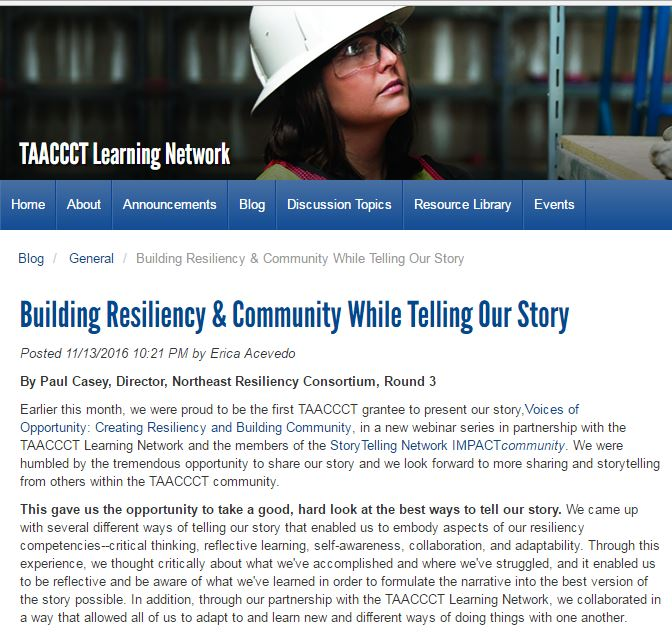 TAACCCT Learning Network
Home About Announcements Blog Discussion Topics Resource Library Events
Blog / General / Building Resiliency & Community While Telling Our Story
Building Resiliency & Community While Telling Our Story
Posted 11/13/2016 10:21 PM by Erica Acevedo
By Paul Casey, Director, Northeast Resiliency Consortium, Round 3
Earlier this month, we were proud to be the first TAACCCT grantee to present our story,Voices of
Opportunity: Creating Resiliency and Building Community, in a new webinar series in partnership with the
TAACCCT Learning Network and the members of the StoryTelling Network IMPACTcommunity. We were
humbled by the tremendous opportunity to share our story and we look forward to more sharing and storytelling
from others within the TAACCCT community.
This gave us the opportunity to take a good, hard look at the best ways to tell our story. We came up
with several different ways of telling our story that enabled us to embody aspects of our resiliency
competencies--critical thinking, reflective learning, self-awareness, collaboration, and adaptability. Through this
experience, we thought critically about what we've accomplished and where we've struggled, and it enabled us
to be reflective and be aware of what we've learned in order to formulate the narrative into the best version of
the story possible. In addition, through our partnership with the TAACCCT Learning Network, we collaborated in
a way that allowed all of us to adapt to and learn new and different ways of doing things with one another.